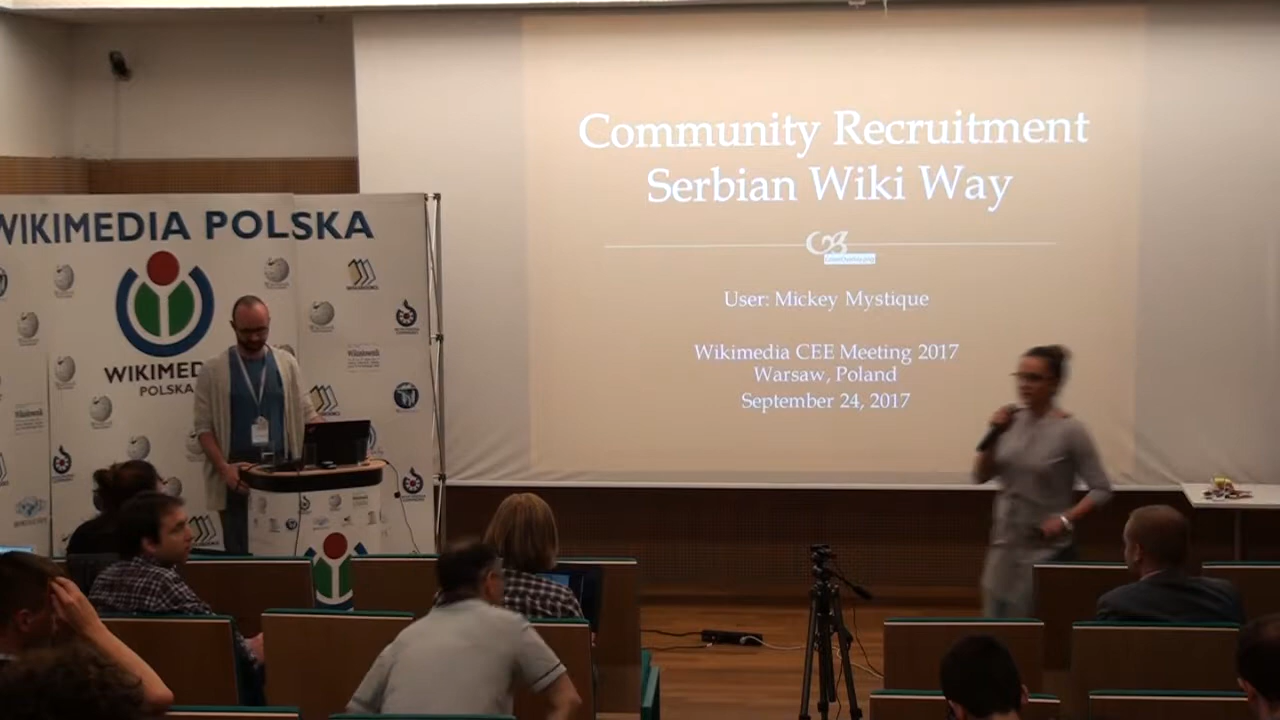 Community Recruitment
Serbian Wiki Way
User: Mickey Mystique
Wikimedia CEE Meeting 2017
Warsaw, Poland
September 24, 2017
WIKIMEDIA POLSKA
WIKIMED
POLSKA